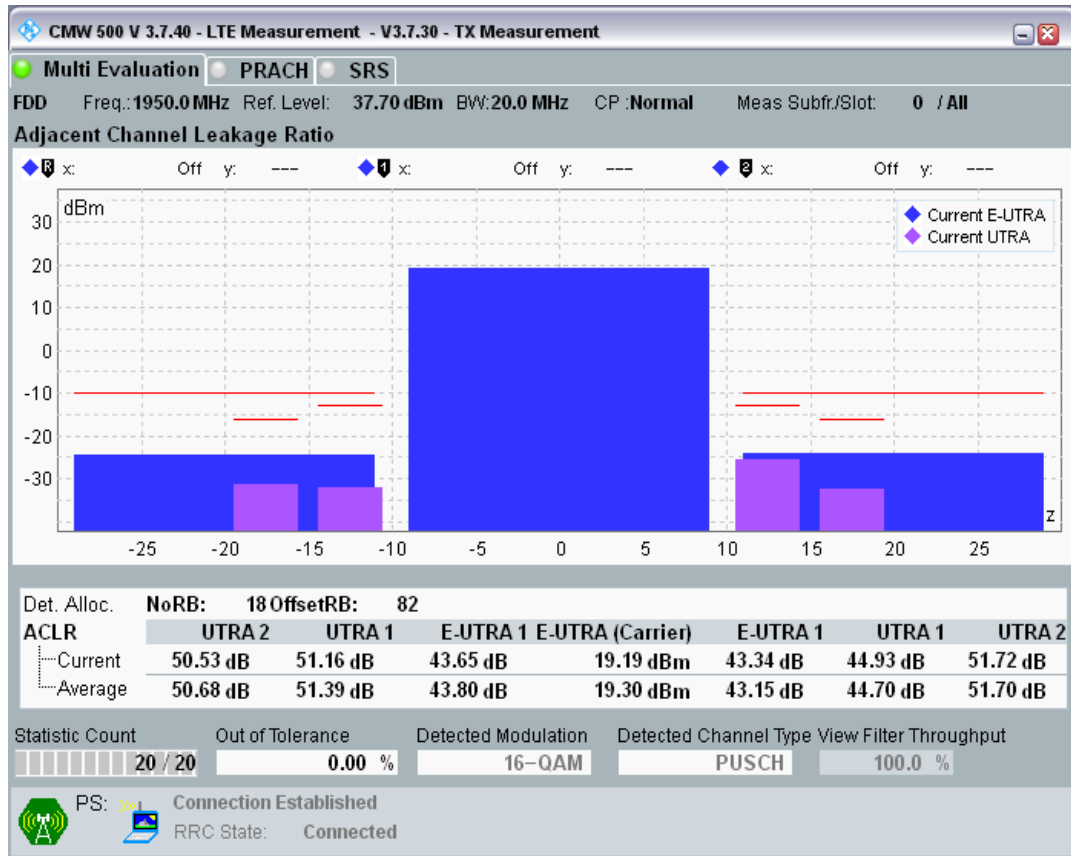 CMW 500 V 3.7.40 - LTE Measurement - V3.7.30 - TX Measurement
Multi Evaluation PRACH SRS
FDD Freq.:1950.0 MHz Ref. Level: 37.70 dBm BW:20.0 MHz CP :Normal Meas Subfr./Slot: 0 / All
Adjacent Channel Leakage Ratio
R x: Off y: --- 1 x: Off y: --- 2 x: Off y: ---
dBm
Current E-UTRA
Current UTRA
30
20
10
0
-10
-20
-30
z
-25 -20 -15 -10 -5 0 5 10 15 20 25
Det. Alloc. NoRB: 18 OffsetRB: 82
ACLR UTRA 2 UTRA 1 E-UTRA 1 E-UTRA (Carrier) E-UTRA 1 UTRA 1 UTRA 2
Current 50.53 dB 51.16 dB 43.65 dB 19.19 dBm 43.34 dB 44.93 dB 51.72 dB
Average 50.68 dB 51.39 dB 43.80 dB 19.30 dBm 43.15 dB 44.70 dB 51.70 dB
Statistic Count Out of Tolerance Detected Modulation Detected Channel Type View Filter Throughput
20 / 20 0.00 % 16-QAM PUSCH 100.0 %
PS: Connection Established
RRC State: Connected